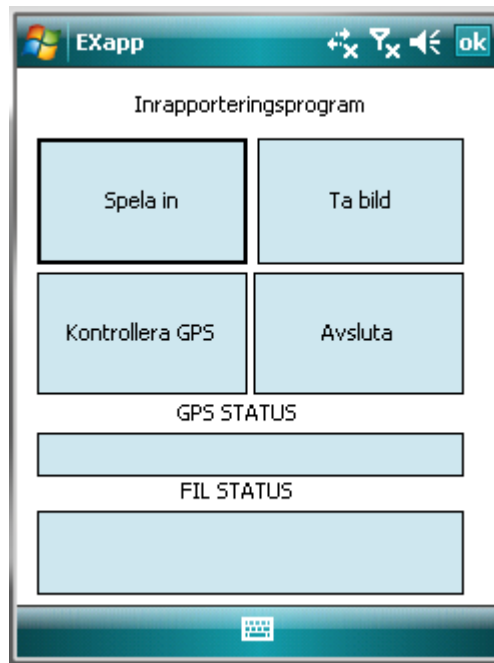 EXapp ok
Inrapporteringsprogram
Spela in Ta bild
Kontrollera GPS Avsluta
GPS STATUS
FIL STATUS